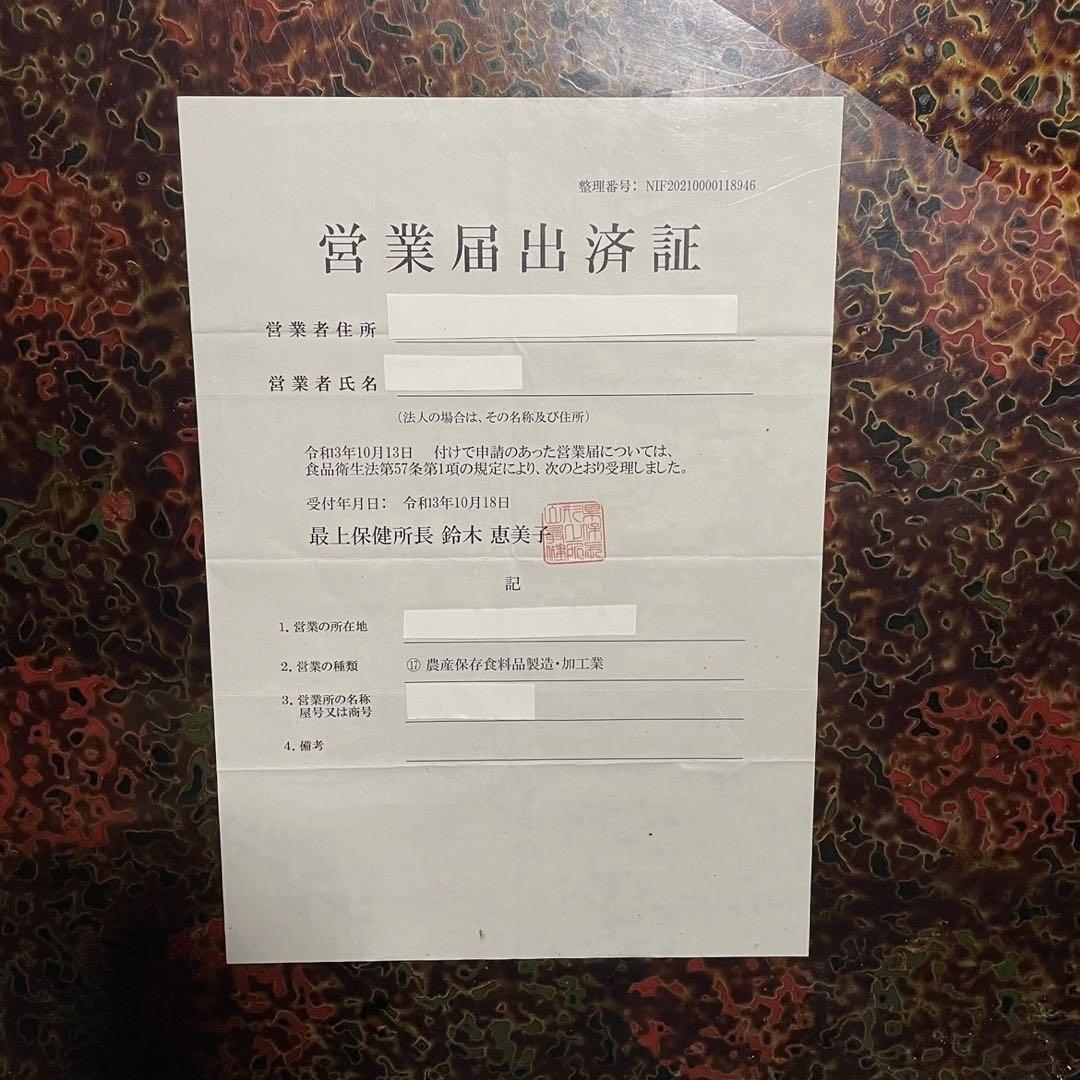 整理番号: NIF20210000118946
営業届出済証
営業者住所
営業者氏名
(法人の場合は、その名称及び住所)
令和3年10月13日 付けで申請のあった営業届については、
食品衛生法第57条第1項の規定により、次のとおり受理しました。
受付年月日: 令和3年10月18日
最上保健所長 鈴木 恵美子
記
1. 営業の所在地
2. 営業の種類 ⑰ 農産保存食料品製造・加工業
3. 営業所の名称
屋号又は商号
4. 備考